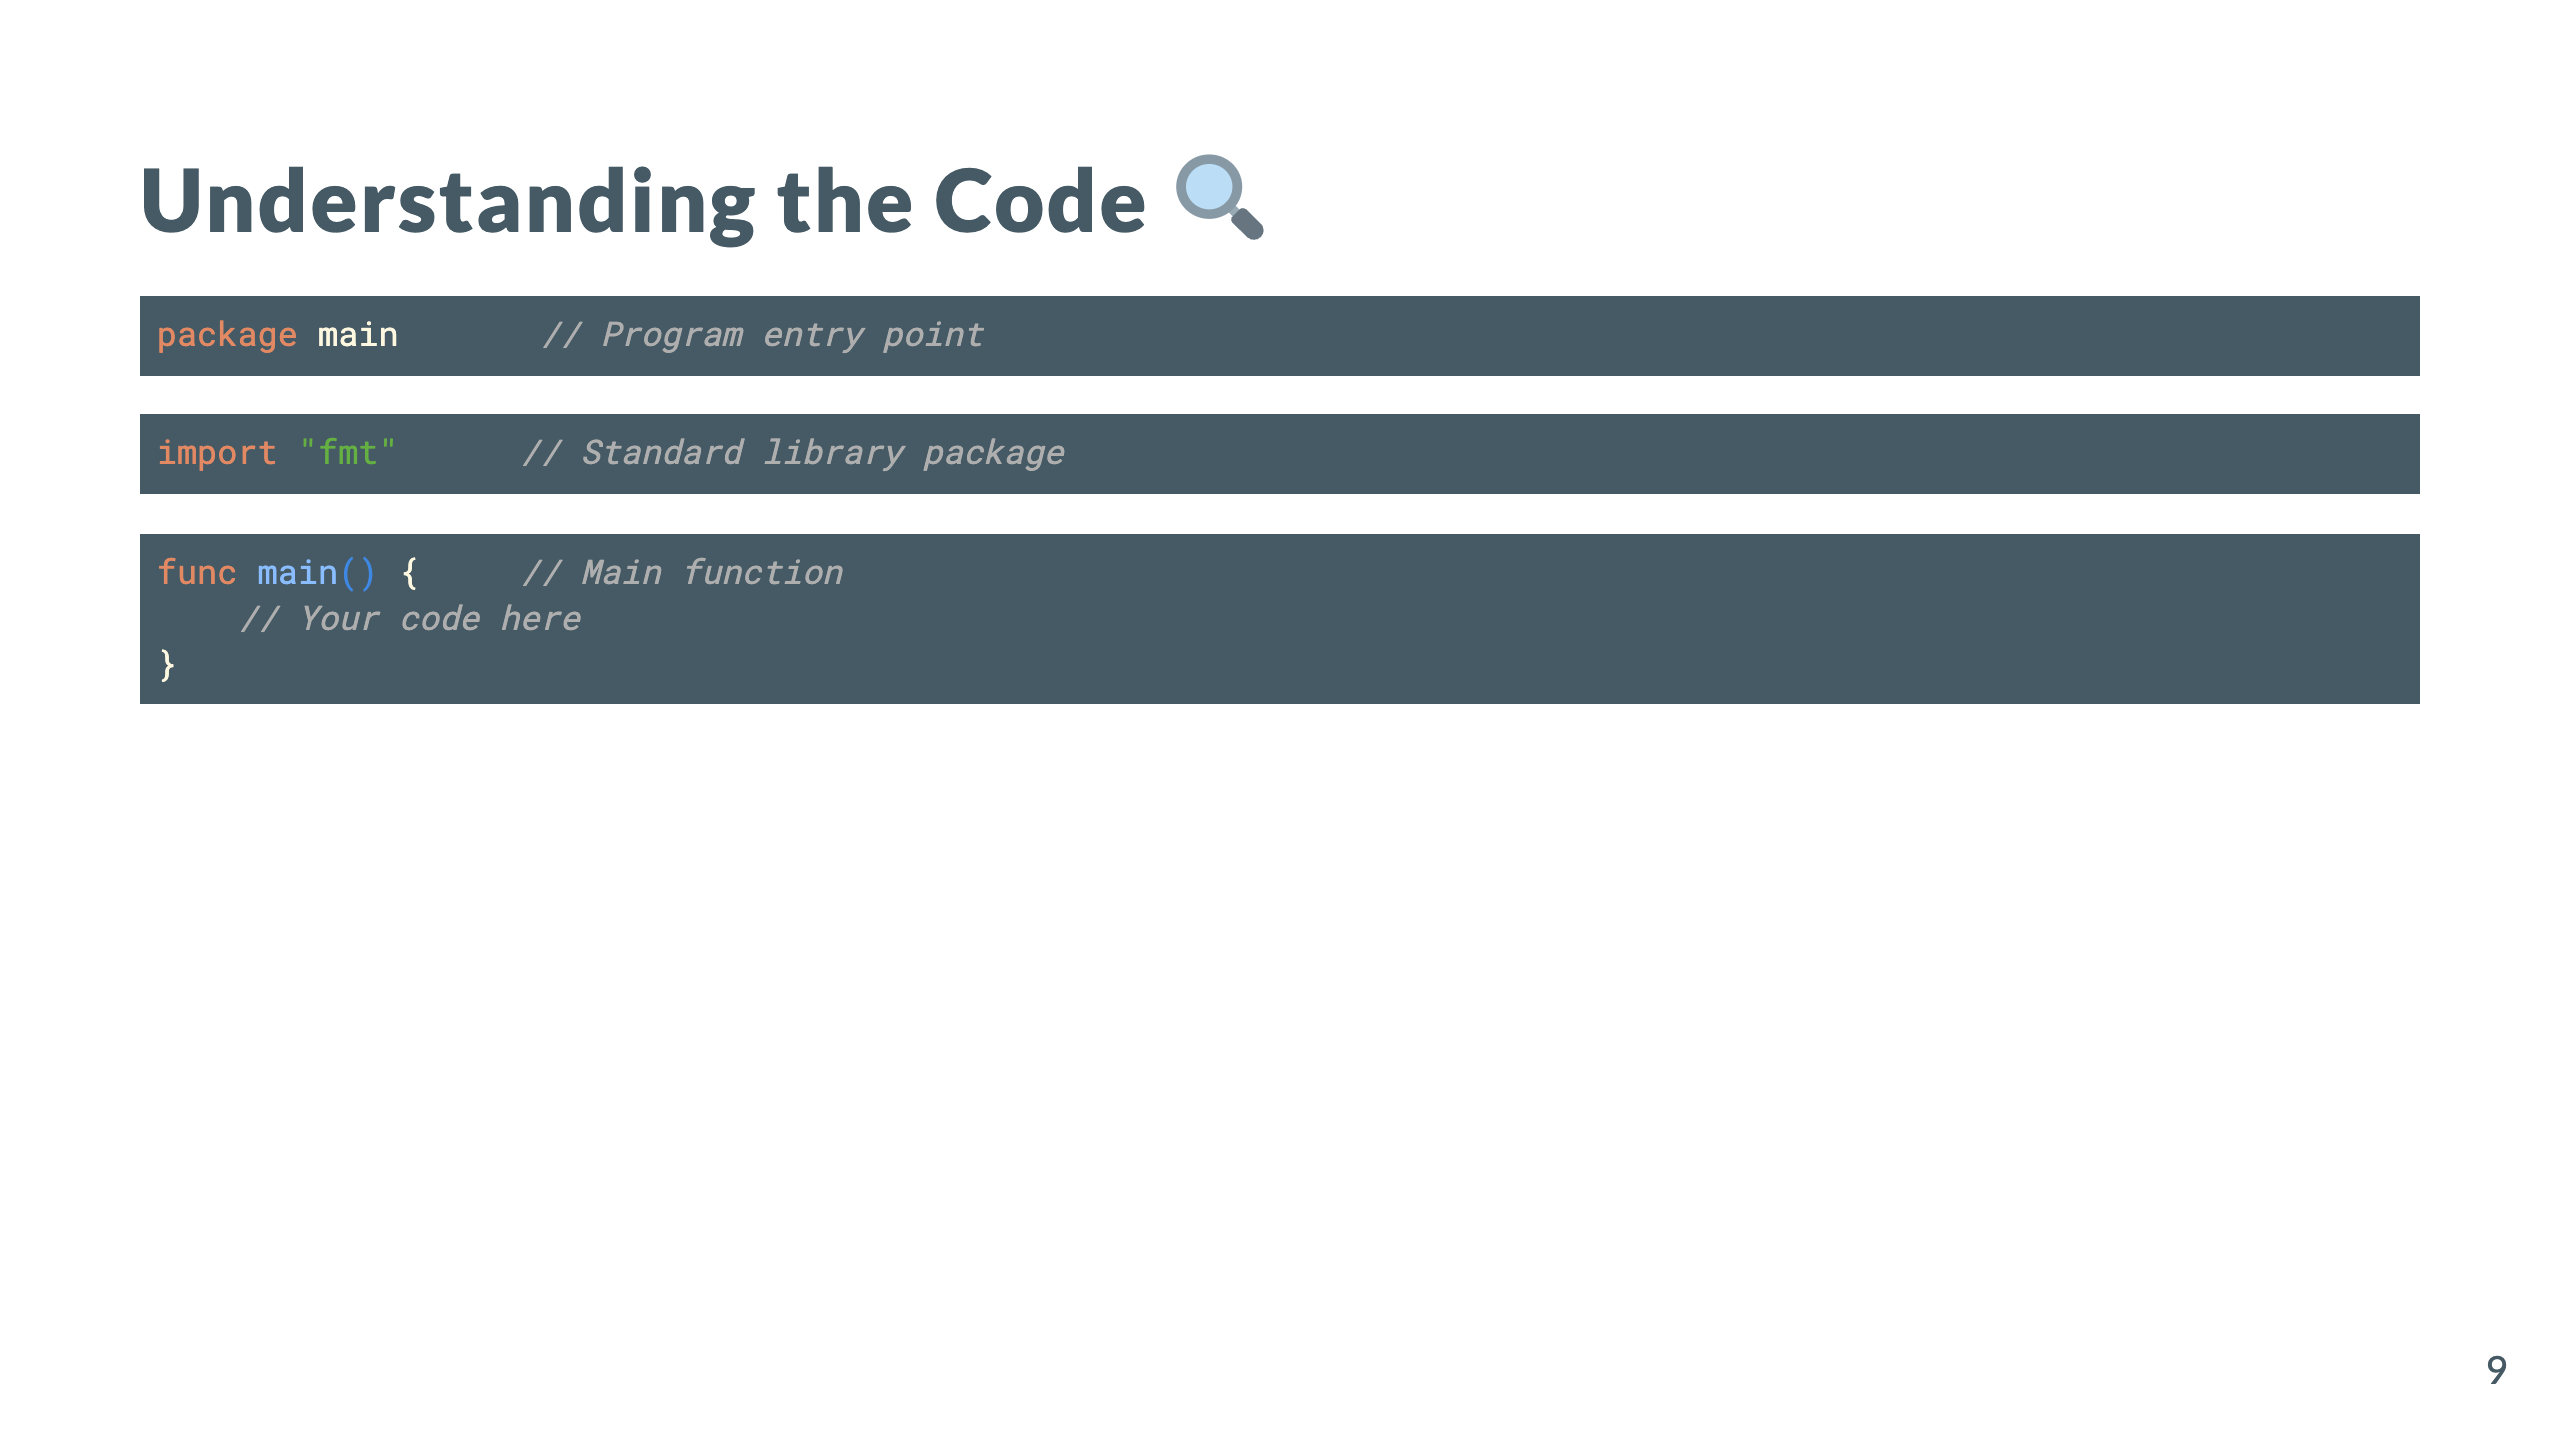 Understanding the Code 🔍
package main       // Program entry point
import "fmt"      // Standard library package
func main() {     // Main function
    // Your code here
}
9